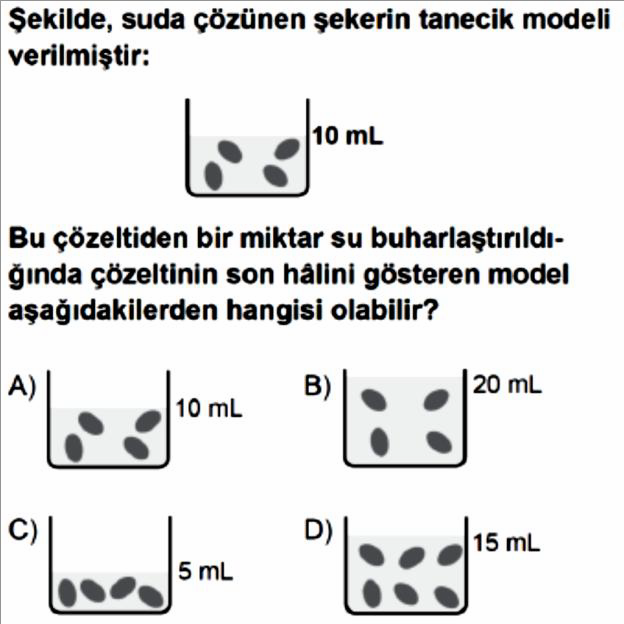 Şekilde, suda çözünen şekerin tanecik modeli
verilmiştir:
10 mL
Bu çözeltiden bir miktar su buharlaştırıldı-
ğında çözeltinin son hâlini gösteren model
aşağıdakilerden hangisi olabilir?
A) 10 mL
B) 20 mL
C) 5 mL
D) 15 mL